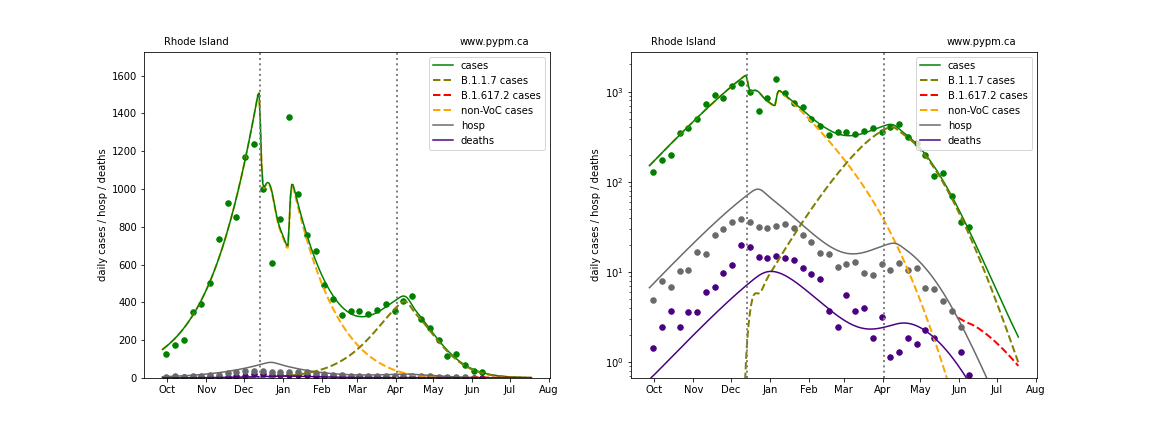 Rhode Island www.pypm.ca
daily cases / hosp / deaths
1600
1400
1200
1000
800
600
400
200
0
cases
B.1.1.7 cases
B.1.617.2 cases
non-VoC cases
hosp
deaths
Oct Nov Dec Jan Feb Mar Apr May Jun Jul Aug
Rhode Island www.pypm.ca
daily cases / hosp / deaths
10³
10²
10¹
10⁰
cases
B.1.1.7 cases
B.1.617.2 cases
non-VoC cases
hosp
deaths
Oct Nov Dec Jan Feb Mar Apr May Jun Jul Aug